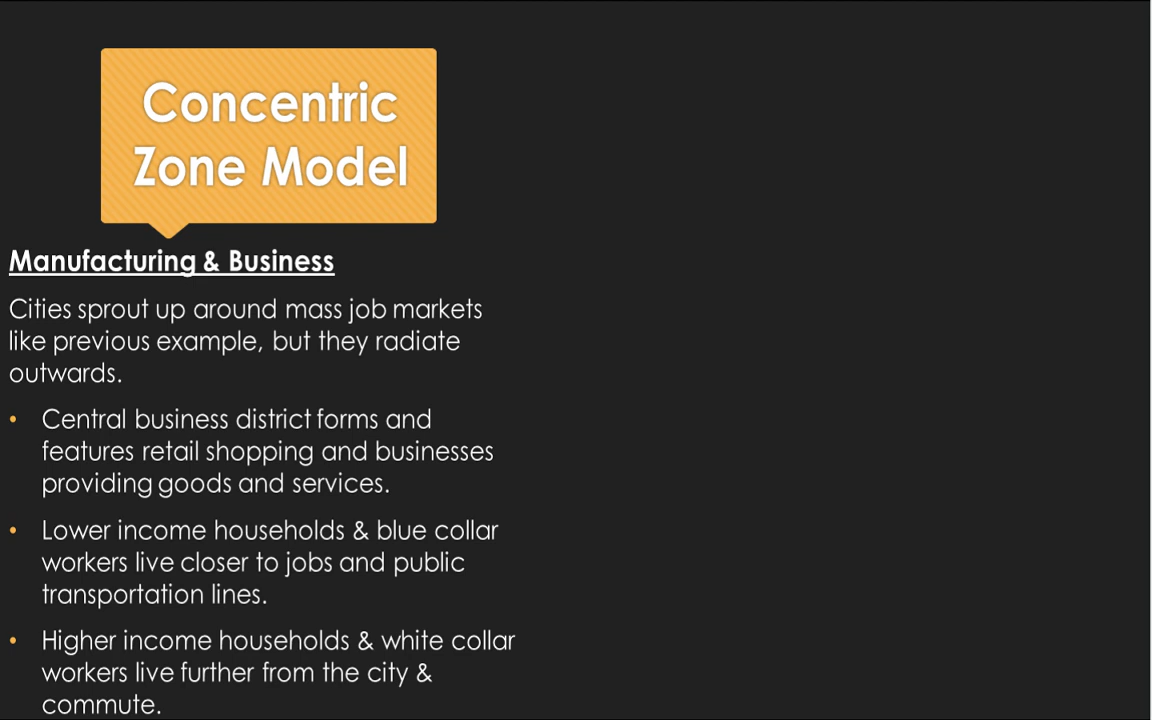 Concentric
Zone Model
Manufacturing & Business
Cities sprout up around mass job markets
like previous example, but they radiate
outwards.
• Central business district forms and
features retail shopping and businesses
providing goods and services.
• Lower income households & blue collar
workers live closer to jobs and public
transportation lines.
• Higher income households & white collar
workers live further from the city &
commute.